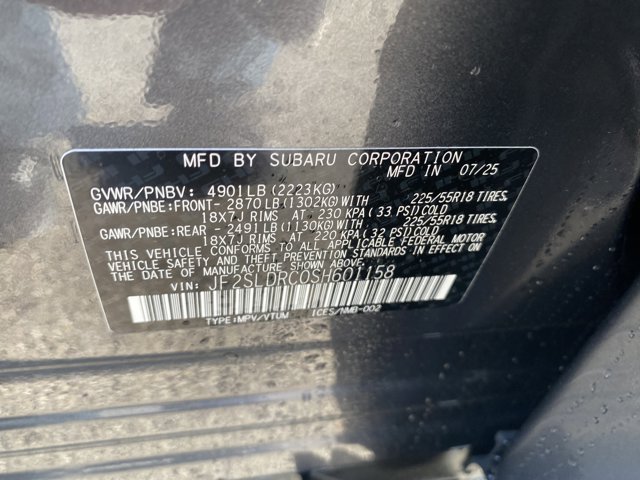 MFD BY SUBARU CORPORATION MFD IN 07/25
GVWR/PNBV: 4901LB(2223KG)
GAWR/PNBE:FRONT- 2870LB(1302KG)WITH 225/55R18 TIRES,
18X7J RIMS AT 230 KPA(33 PSI)COLD
GAWR/PNBE:REAR - 2491LB(1130KG)WITH 225/55R18 TIRES,
18X7J RIMS AT 220 KPA(32 PSI)COLD
THIS VEHICLE CONFORMS TO ALL APPLICABLE FEDERAL MOTOR
VEHICLE SAFETY AND THEFT PREVENTION STANDARDS IN EFFECT ON
THE DATE OF MANUFACTURE SHOWN ABOVE.
VIN: JF2SLDRC0SH601158
TYPE:MPV/VTUM ICES/NMB-002